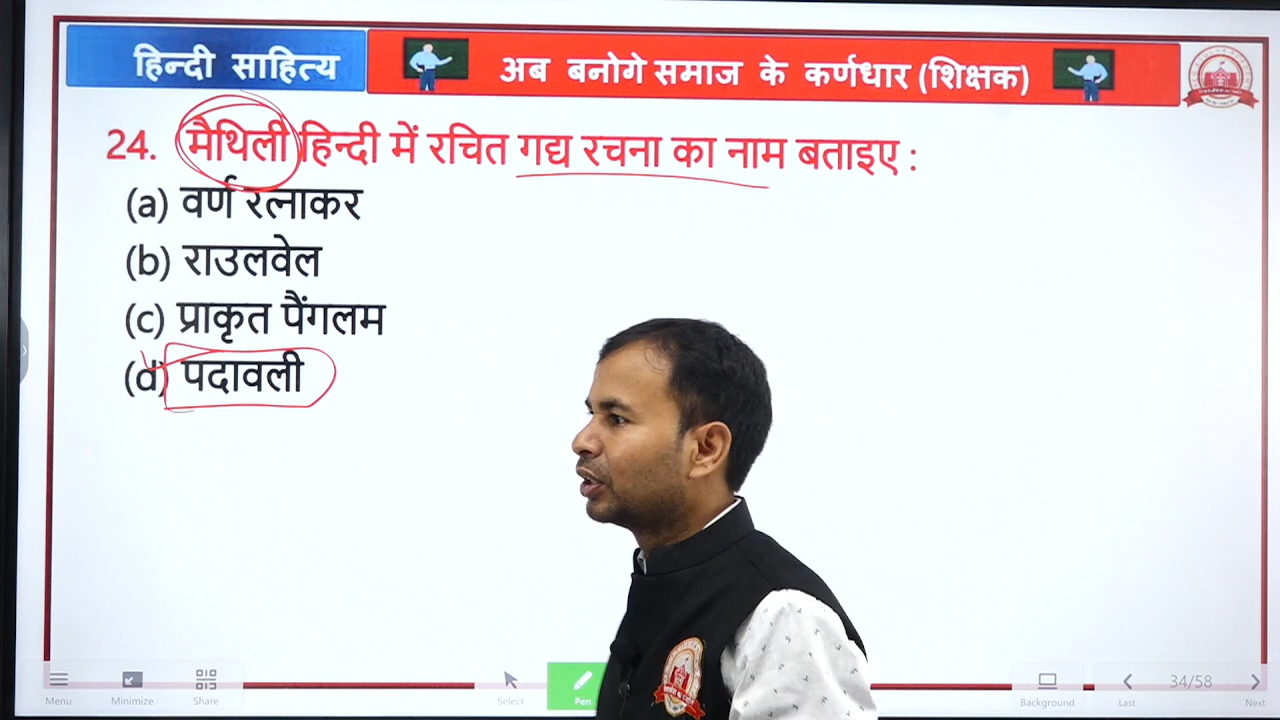 हिन्दी साहित्य
अब बनोगे समाज के कर्णधार (शिक्षक)
24. मैथिली हिन्दी में रचित गद्य रचना का नाम बताइए :
(a) वर्ण रत्नाकर
(b) राउलवेल
(c) प्राकृत पैंगलम
(d) पदावली
Menu
Minimize
Share
Select
Pen
Background
Last
34/58
Next